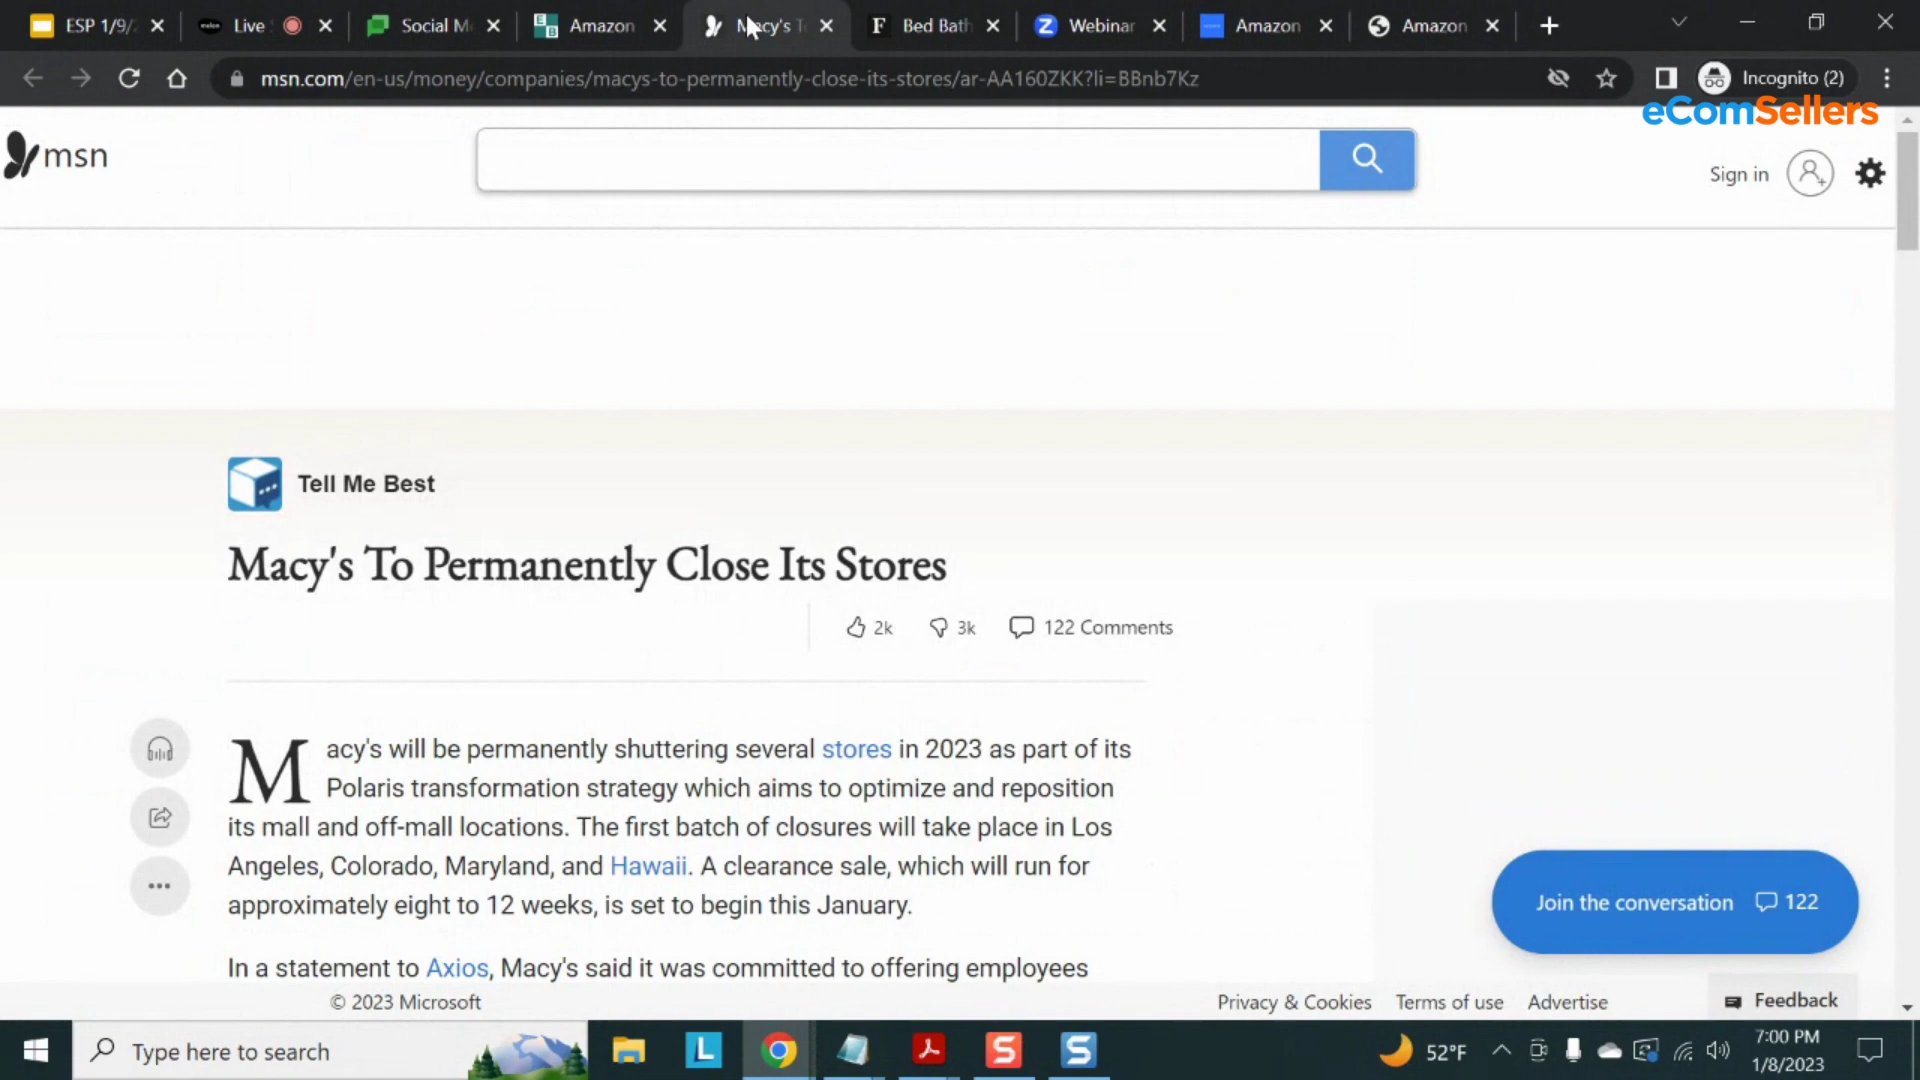 ESP 1/9/
Live
Social M
Amazon
Macy's T
Bed Bath
Webinar
Amazon
Amazon
msn.com/en-us/money/companies/macys-to-permanently-close-its-stores/ar-AA160ZKK?li=BBnb7Kz
Incognito (2)
eComSellers
msn
Sign in
Tell Me Best
Macy's To Permanently Close Its Stores
2k
3k
122 Comments
Macy's will be permanently shuttering several stores in 2023 as part of its
Polaris transformation strategy which aims to optimize and reposition
its mall and off-mall locations. The first batch of closures will take place in Los
Angeles, Colorado, Maryland, and Hawaii. A clearance sale, which will run for
approximately eight to 12 weeks, is set to begin this January.
In a statement to Axios, Macy's said it was committed to offering employees
Join the conversation 122
© 2023 Microsoft
Privacy & Cookies
Terms of use
Advertise
Feedback
Type here to search
52°F
7:00 PM
1/8/2023